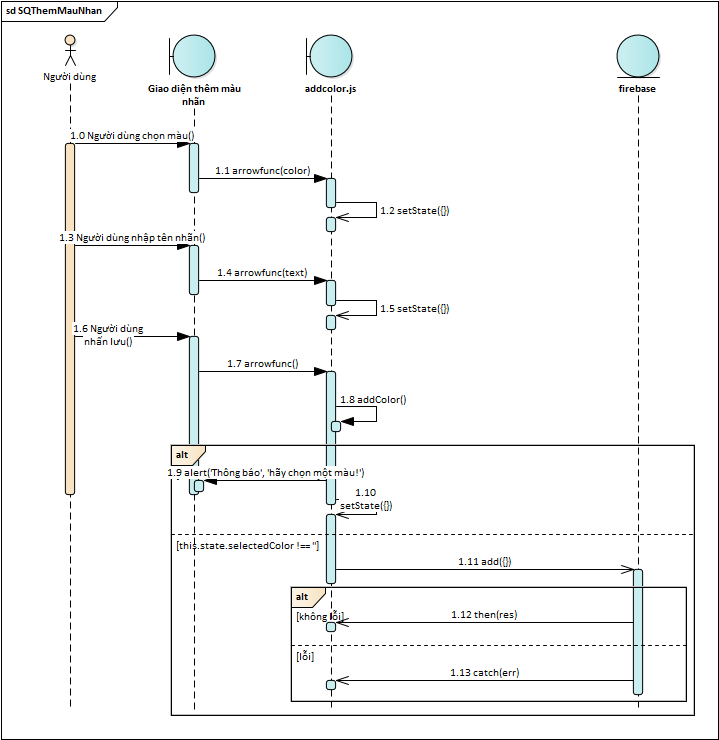 sd SQThemMauNhan
Người dùng
Giao diện thêm màu
nhãn
addcolor.js
firebase
1.0 Người dùng chọn màu()
1.1 arrowfunc(color)
1.2 setState({})
1.3 Người dùng nhập tên nhãn()
1.4 arrowfunc(text)
1.5 setState({})
1.6 Người dùng
nhấn lưu()
1.7 arrowfunc()
1.8 addColor()
alt
1.9 alert('Thông báo', 'hãy chọn một màu!')
1.10
setState({})
[this.state.selectedColor !== '']
1.11 add({})
alt
[không lỗi]
1.12 then(res)
[lỗi]
1.13 catch(err)